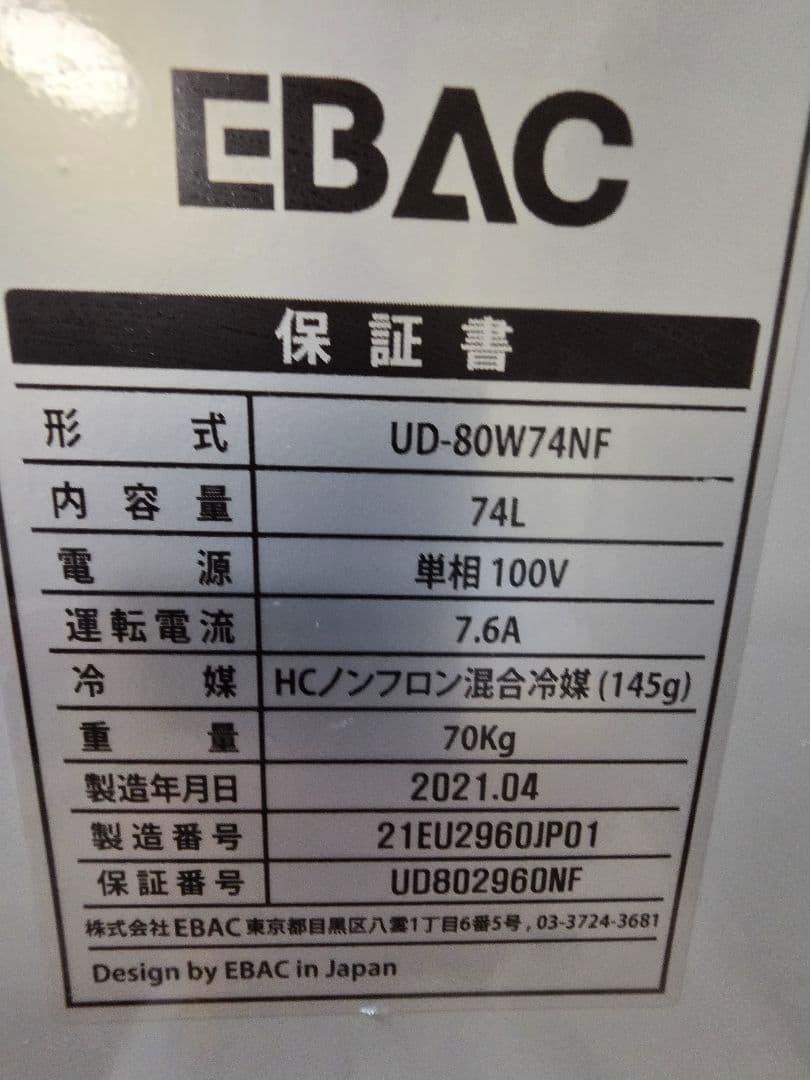 EBAC
保証書
形式 UD-80W74NF
内容量 74L
電源 単相100V
運転電流 7.6A
冷媒 HCノンフロン混合冷媒(145g)
重量 70Kg
製造年月日 2021.04
製造番号 21EU2960JP01
保証番号 UD802960NF
株式会社EBAC東京都目黒区八雲1丁目6番5号, 03-3724-3681
Design by EBAC in Japan